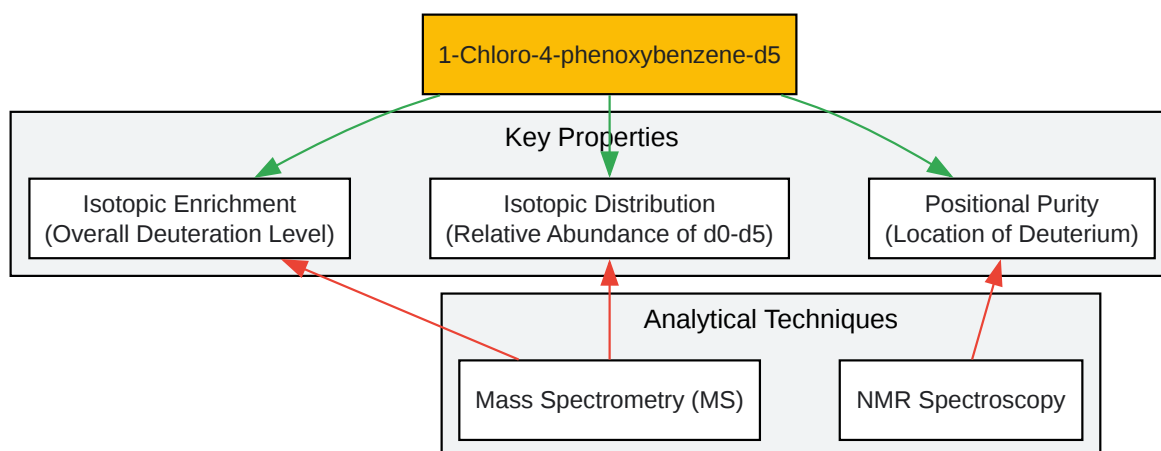 1-Chloro-4-phenoxybenzene-d5
Key Properties
Isotopic Enrichment
(Overall Deuteration Level)
Isotopic Distribution
(Relative Abundance of d0-d5)
Positional Purity
(Location of Deuterium)
Analytical Techniques
Mass Spectrometry (MS)
NMR Spectroscopy